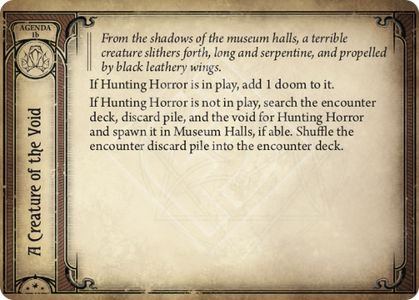 AGENDA
1b
A Creature of the Void
From the shadows of the museum halls, a terrible
creature slithers forth, long and serpentine, and propelled
by black leathery wings.
If Hunting Horror is in play, add 1 doom to it.
If Hunting Horror is not in play, search the encounter
deck, discard pile, and the void for Hunting Horror
and spawn it in Museum Halls, if able. Shuffle the
encounter discard pile into the encounter deck.